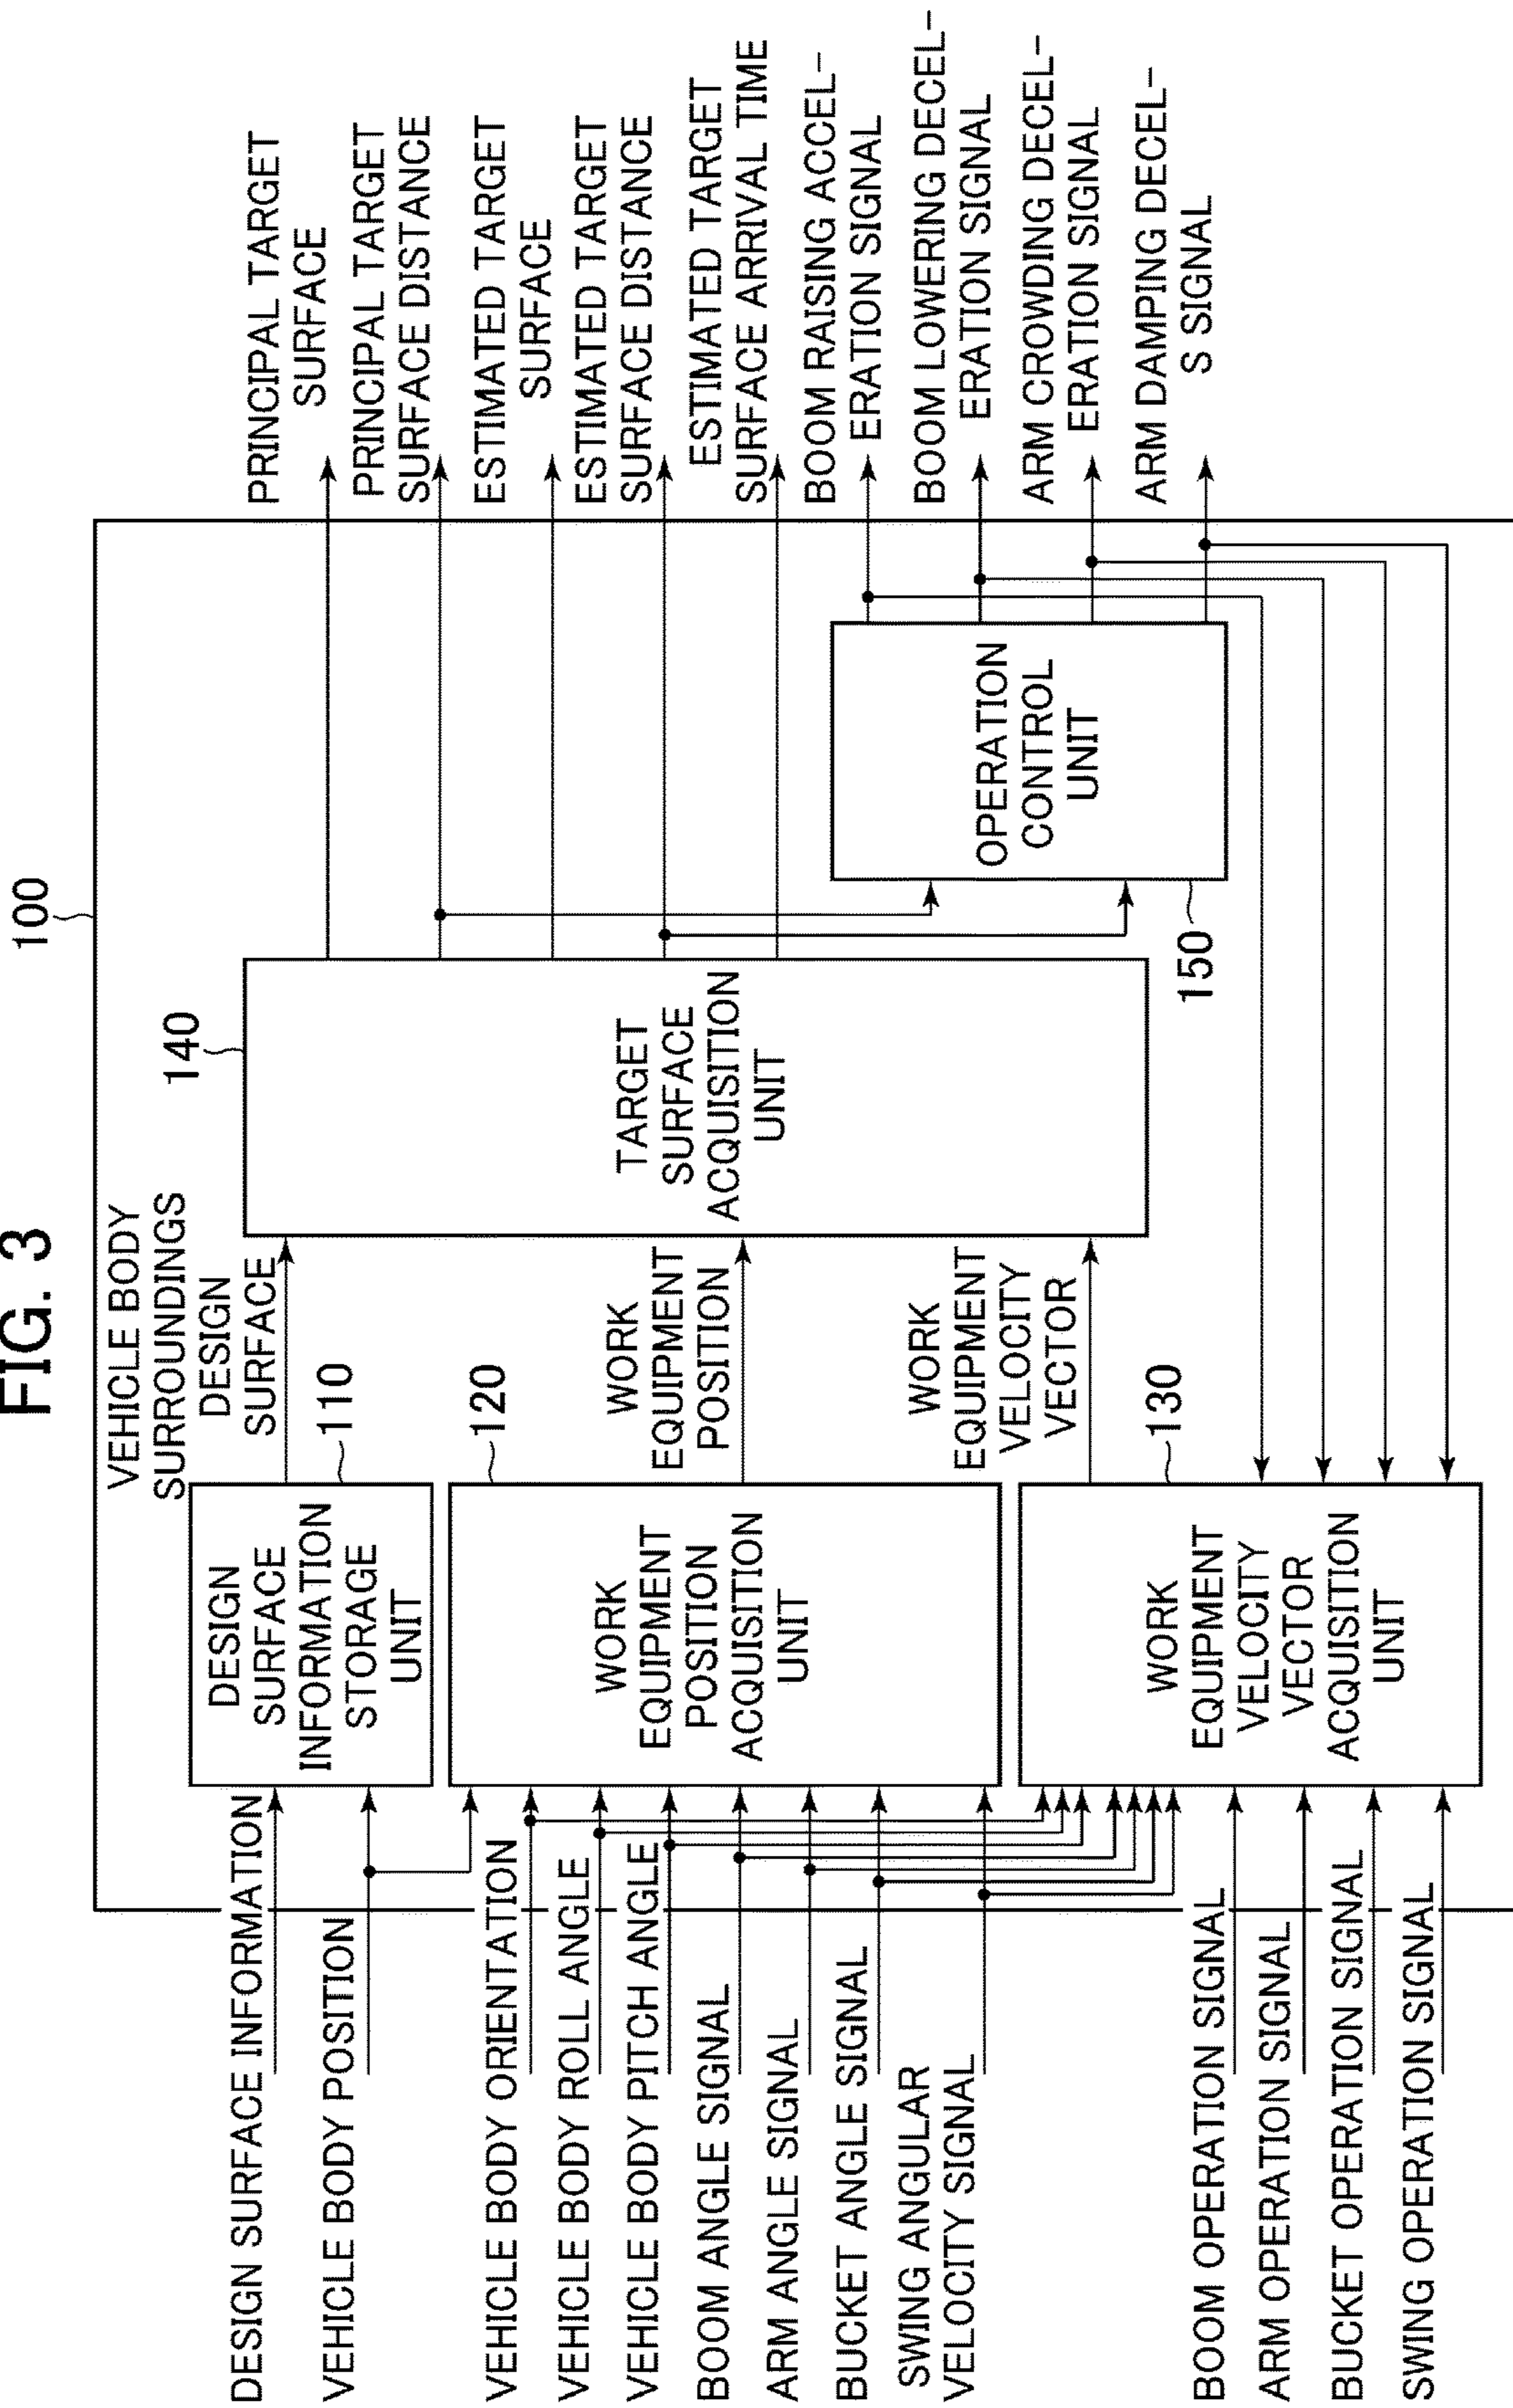 FIG. 3
100
DESIGN SURFACE INFORMATION
VEHICLE BODY POSITION
VEHICLE BODY ORIENTATION
VEHICLE BODY ROLL ANGLE
VEHICLE BODY PITCH ANGLE
BOOM ANGLE SIGNAL
ARM ANGLE SIGNAL
BUCKET ANGLE SIGNAL
SWING ANGULAR
VELOCITY SIGNAL
BOOM OPERATION SIGNAL
ARM OPERATION SIGNAL
BUCKET OPERATION SIGNAL
SWING OPERATION SIGNAL
DESIGN
SURFACE
INFORMATION
STORAGE
UNIT
110
WORK
EQUIPMENT
POSITION
ACQUISITION
UNIT
120
WORK
EQUIPMENT
VELOCITY
VECTOR
ACQUISITION
UNIT
130
VEHICLE BODY
SURROUNDINGS
DESIGN
SURFACE
WORK
EQUIPMENT
POSITION
WORK
EQUIPMENT
VELOCITY
VECTOR
140
TARGET
SURFACE
ACQUISITION
UNIT
150
OPERATION
CONTROL
UNIT
PRINCIPAL TARGET
SURFACE
PRINCIPAL TARGET
SURFACE DISTANCE
ESTIMATED TARGET
SURFACE
ESTIMATED TARGET
SURFACE DISTANCE
ESTIMATED TARGET
SURFACE ARRIVAL TIME
BOOM RAISING ACCEL-
ERATION SIGNAL
BOOM LOWERING DECEL-
ERATION SIGNAL
ARM CROWDING DECEL-
ERATION SIGNAL
ARM DAMPING DECEL-
S SIGNAL